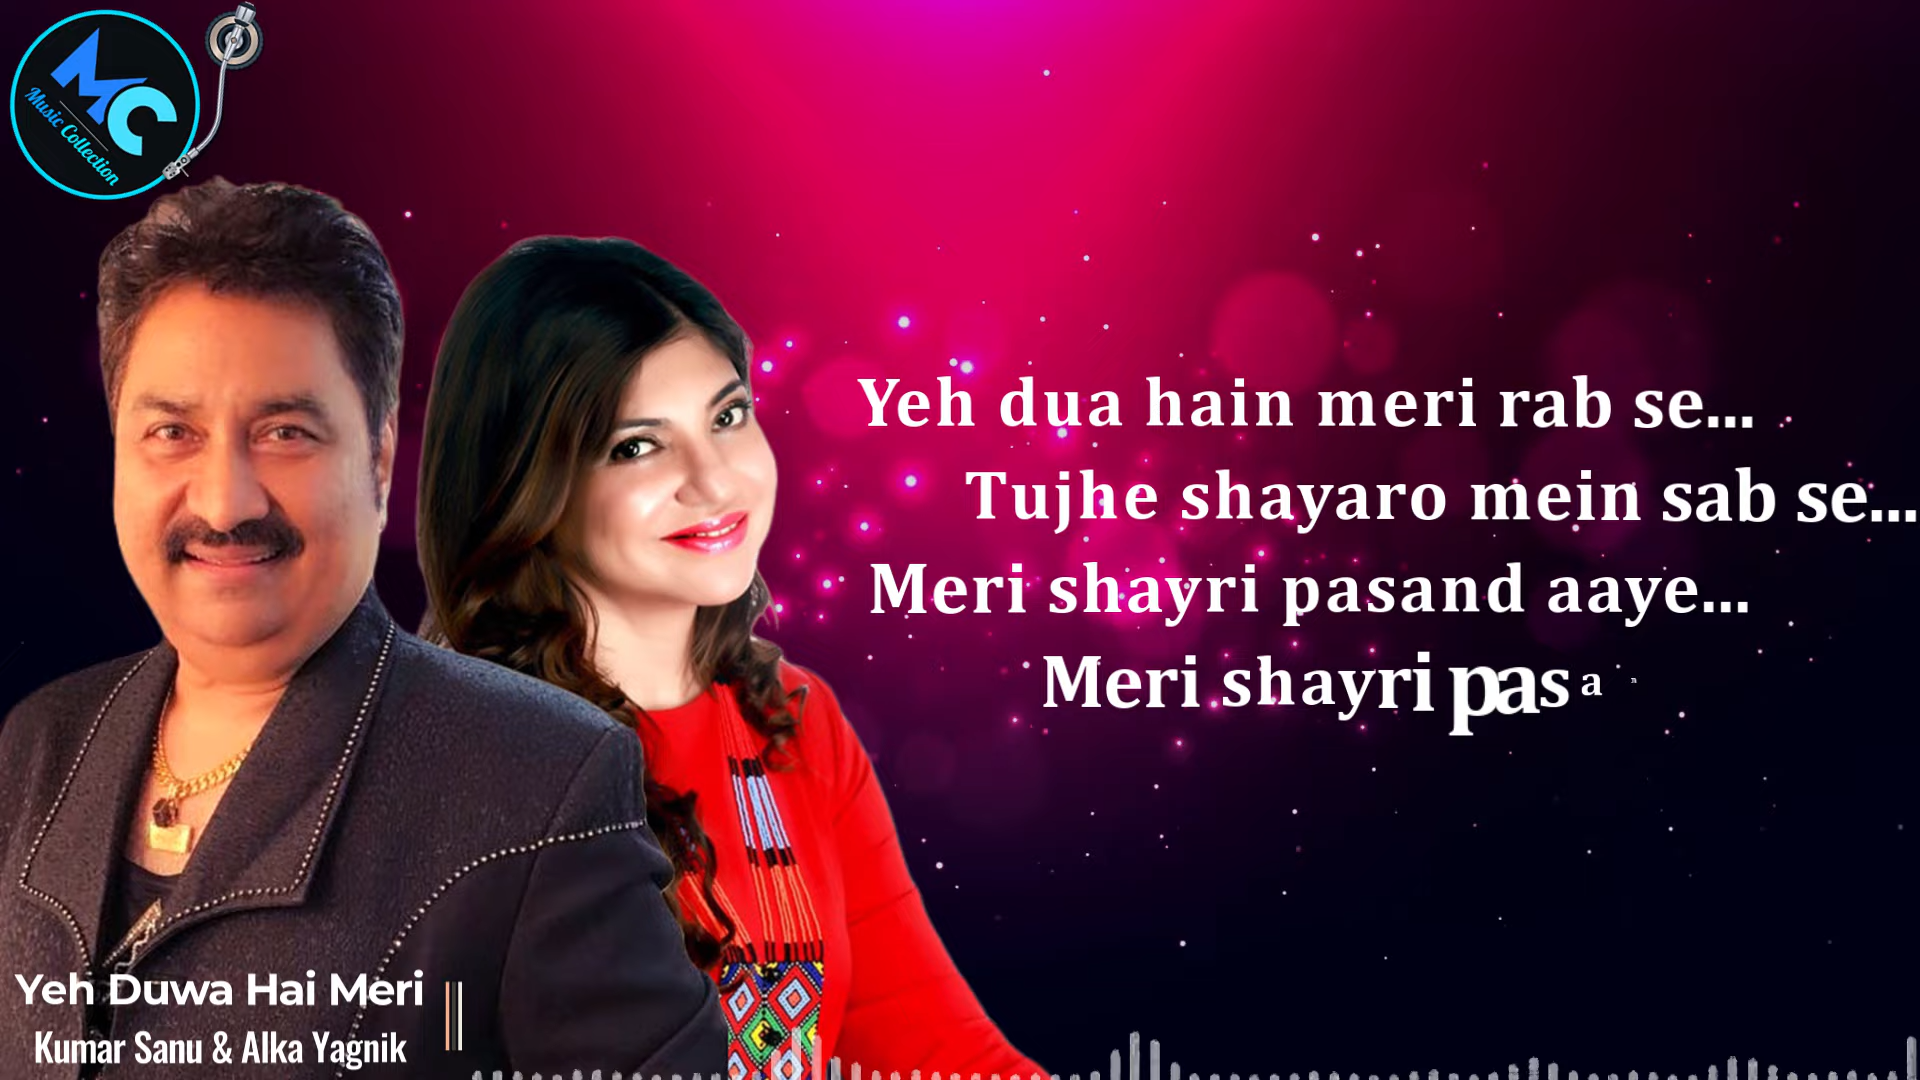 MC
Music Collection
Yeh dua hain meri rab se...
Tujhe shayaro mein sab se...
Meri shayri pasand aaye...
Meri shayri pasa
Yeh Duwa Hai Meri
Kumar Sanu & Alka Yagnik